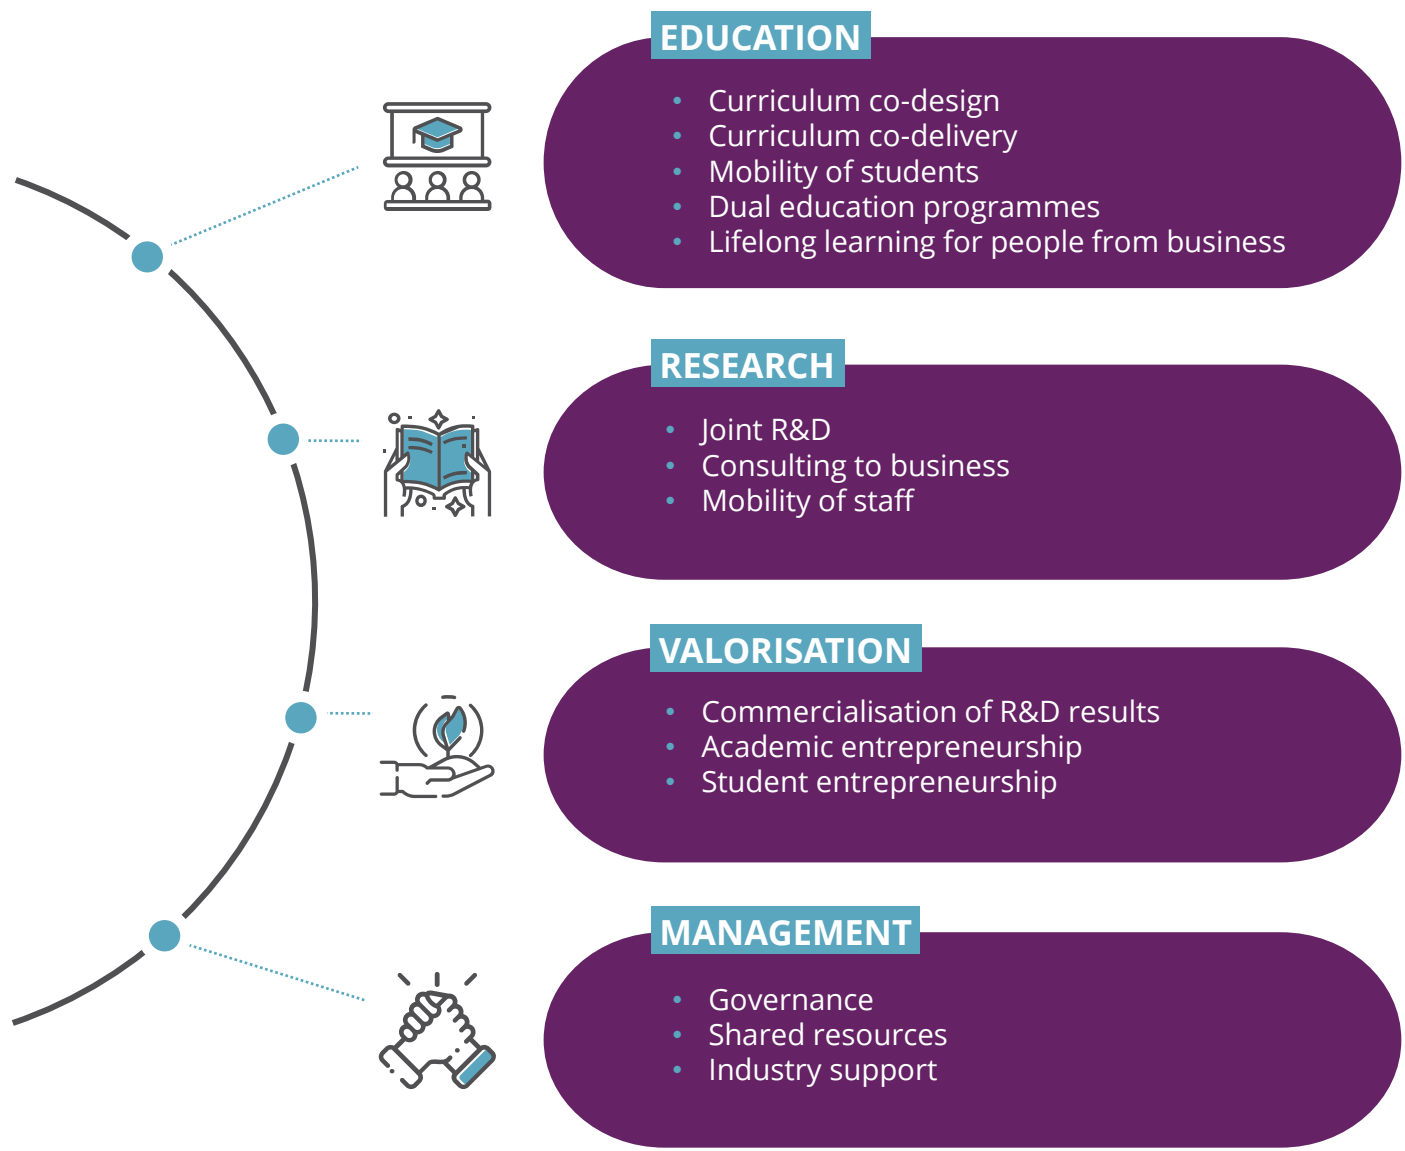 EDUCATION
• Curriculum co-design
• Curriculum co-delivery
• Mobility of students
• Dual education programmes
• Lifelong learning for people from business
RESEARCH
• Joint R&D
• Consulting to business
• Mobility of staff
VALORISATION
• Commercialisation of R&D results
• Academic entrepreneurship
• Student entrepreneurship
MANAGEMENT
• Governance
• Shared resources
• Industry support